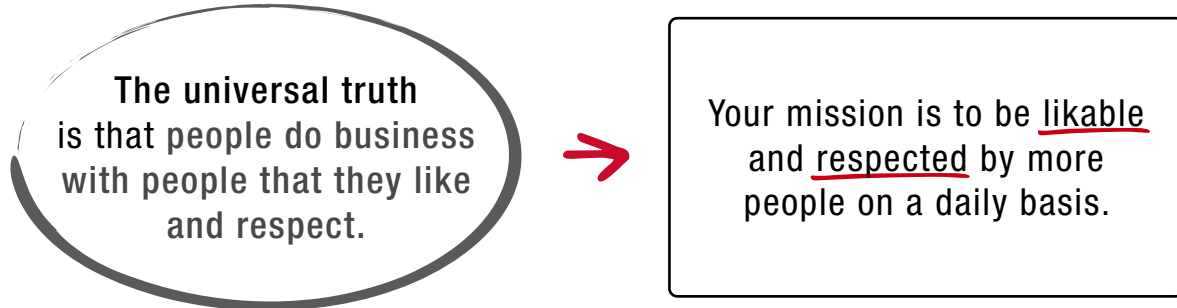 The universal truth
is that people do business
with people that they like
and respect.
Your mission is to be likable
and respected by more
people on a daily basis.